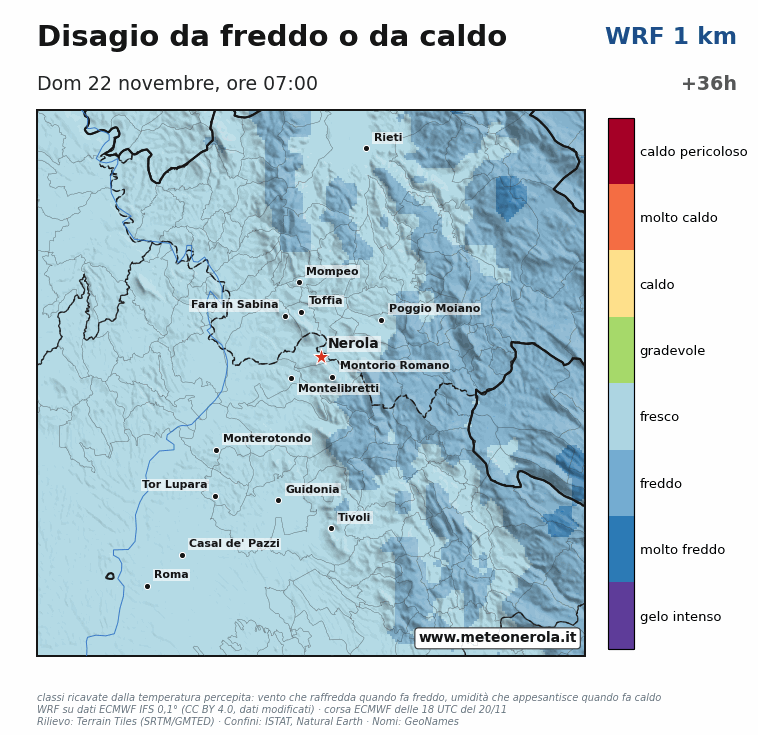 Disagio da freddo o da caldo
WRF 1 km
Dom 22 novembre, ore 07:00
+36h
Rieti
Mompeo
Toffia
Fara in Sabina
Poggio Moiano
Nerola
Montorio Romano
Montelibretti
Monterotondo
Tor Lupara
Guidonia
Tivoli
Casal de' Pazzi
Roma
www.meteonerola.it
caldo pericoloso
molto caldo
caldo
gradevole
fresco
freddo
molto freddo
gelo intenso
classi ricavate dalla temperatura percepita: vento che raffredda quando fa freddo, umidità che appesantisce quando fa caldo
WRF su dati ECMWF IFS 0,1° (CC BY 4.0, dati modificati) · corsa ECMWF delle 18 UTC del 20/11
Rilievo: Terrain Tiles (SRTM/GMTED) · Confini: ISTAT, Natural Earth · Nomi: GeoNames